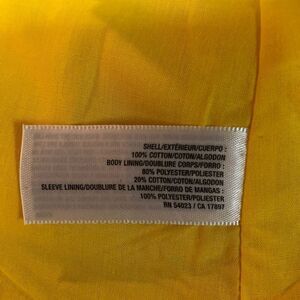 SHELL/EXTÉRIEUR/CUERPO :
100% COTTON/COTON/ALGODON
BODY LINING/DOUBLURE CORPS/FORRO :
80% POLYESTER/POLIESTER
20% COTTON/COTON/ALGODON
SLEEVE LINING/DOUBLURE DE LA MANCHE/FORRO DE MANGAS :
100% POLYESTER/POLIESTER
RN 54023 / CA 17897